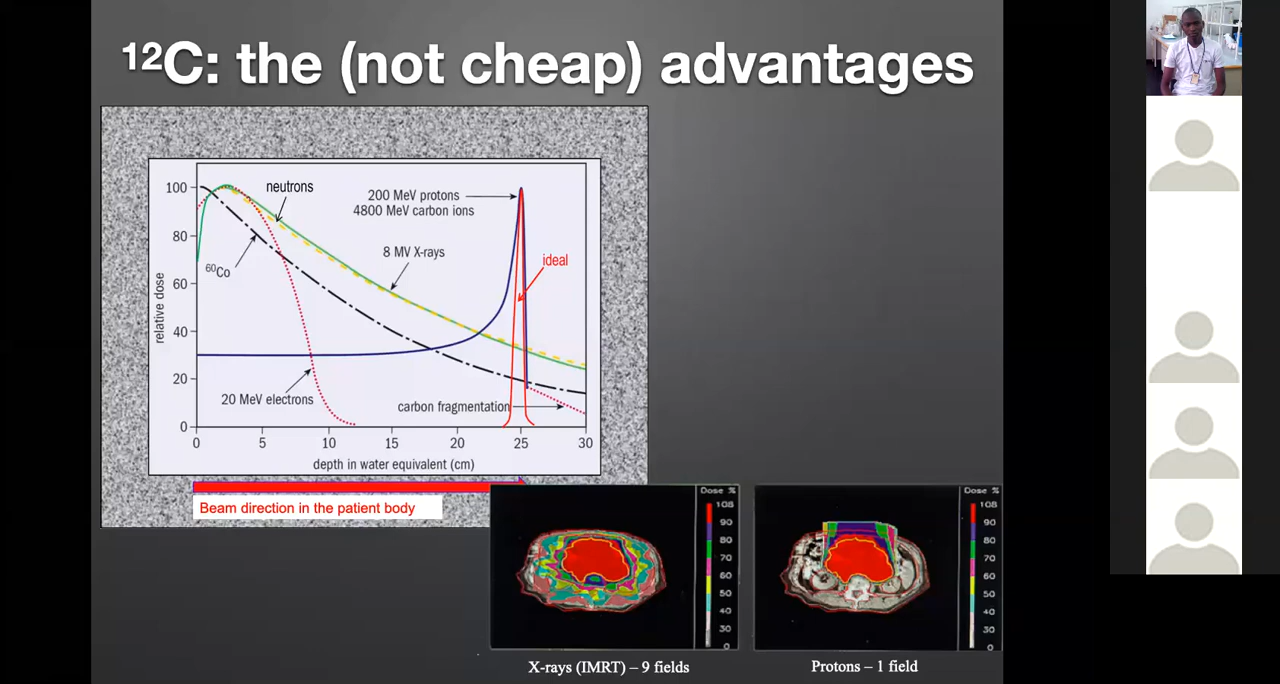 12C: the (not cheap) advantages
neutrons
200 MeV protons
4800 MeV carbon ions
8 MV X-rays
ideal
60Co
20 MeV electrons
carbon fragmentation
relative dose
100
80
60
40
20
0
0 5 10 15 20 25 30
depth in water equivalent (cm)
Beam direction in the patient body
Dose %
108
90
80
70
60
50
40
30
0
X-rays (IMRT) – 9 fields
Dose %
108
90
80
70
60
50
40
30
0
Protons – 1 field